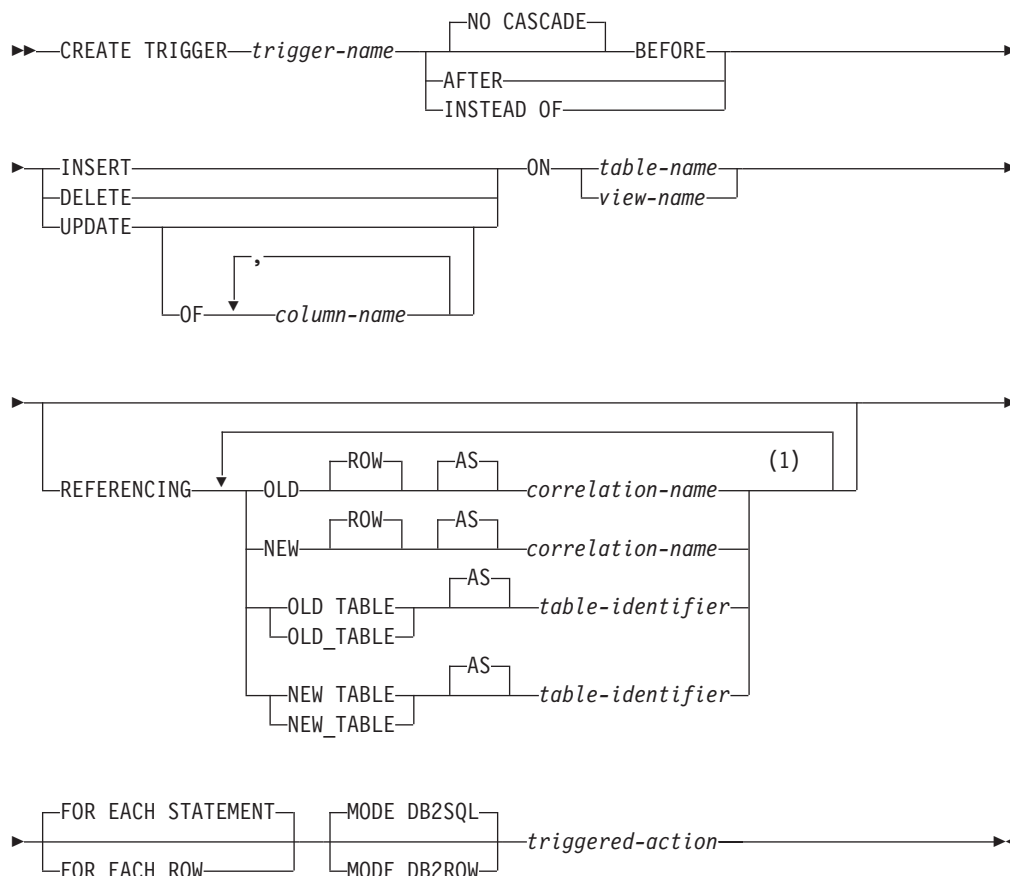 NO CASCADE
CREATE TRIGGER trigger-name BEFORE
AFTER
INSTEAD OF
INSERT ON table-name
DELETE view-name
UPDATE
,
OF column-name
ROW AS (1)
REFERENCING OLD correlation-name
ROW AS
NEW correlation-name
AS
OLD TABLE table-identifier
OLD_TABLE
AS
NEW TABLE table-identifier
NEW_TABLE
FOR EACH STATEMENT MODE DB2SQL
triggered-action
FOR EACH ROW MODE DB2ROW